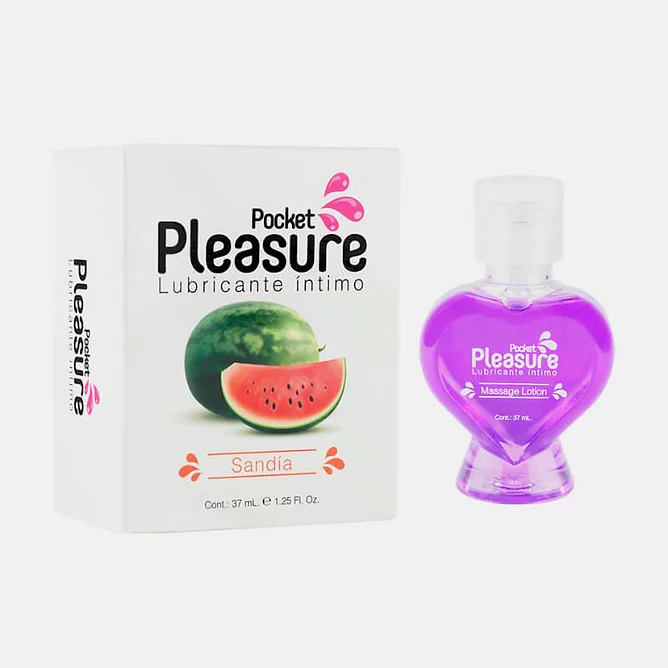 Pocket
Pleasure
Lubricante íntimo
Pocket
Pleasure
Lubricante íntimo
Sandía
Cont.: 37 mL. ℮ 1.25 Fl. Oz.
Pocket
Pleasure
Lubricante íntimo
Massage Lotion
Cont.: 37 mL.